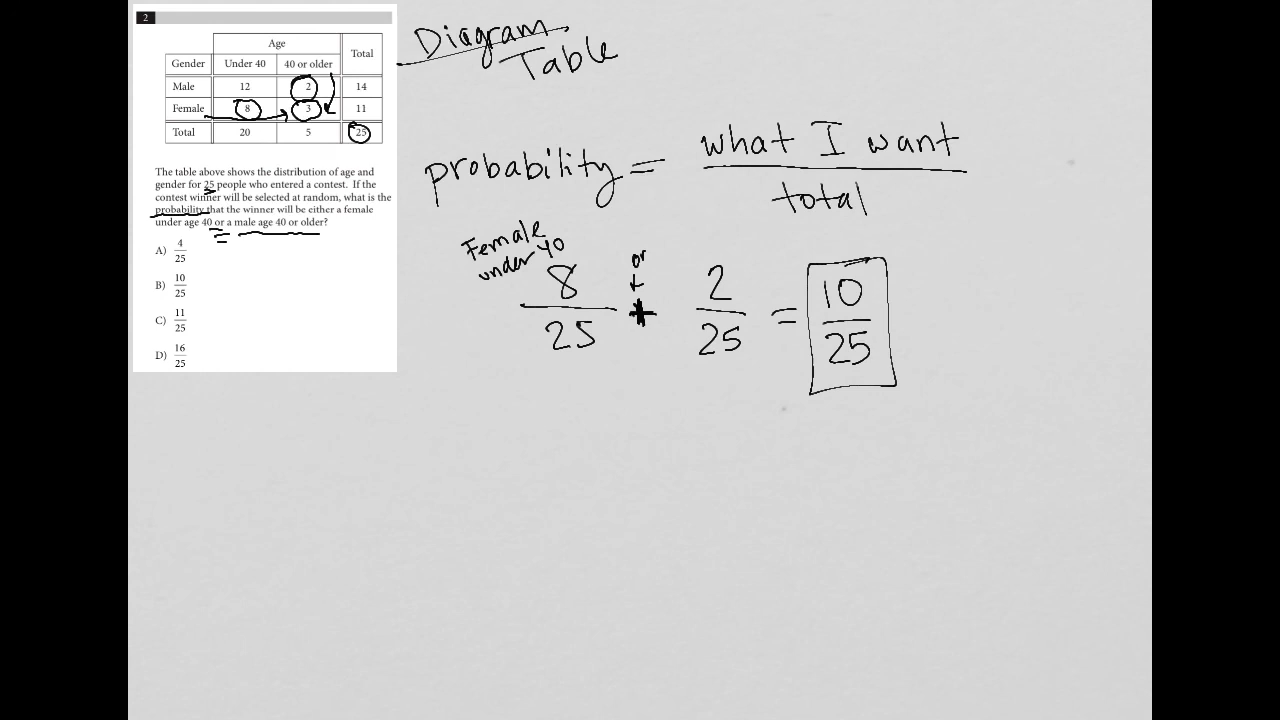 2
Age
Total
Gender
Under 40
40 or older
Male 12 2 14
Female 8 3 11
Total 20 5 25
The table above shows the distribution of age and
gender for 25 people who entered a contest. If the
contest winner will be selected at random, what is the
probability that the winner will be either a female
under age 40 or a male age 40 or older?
A) 4/25
B) 10/25
C) 11/25
D) 16/25
Diagram
Table
probability = what I want / total
Female
under 40
or
8/25 + 2/25 = 10/25